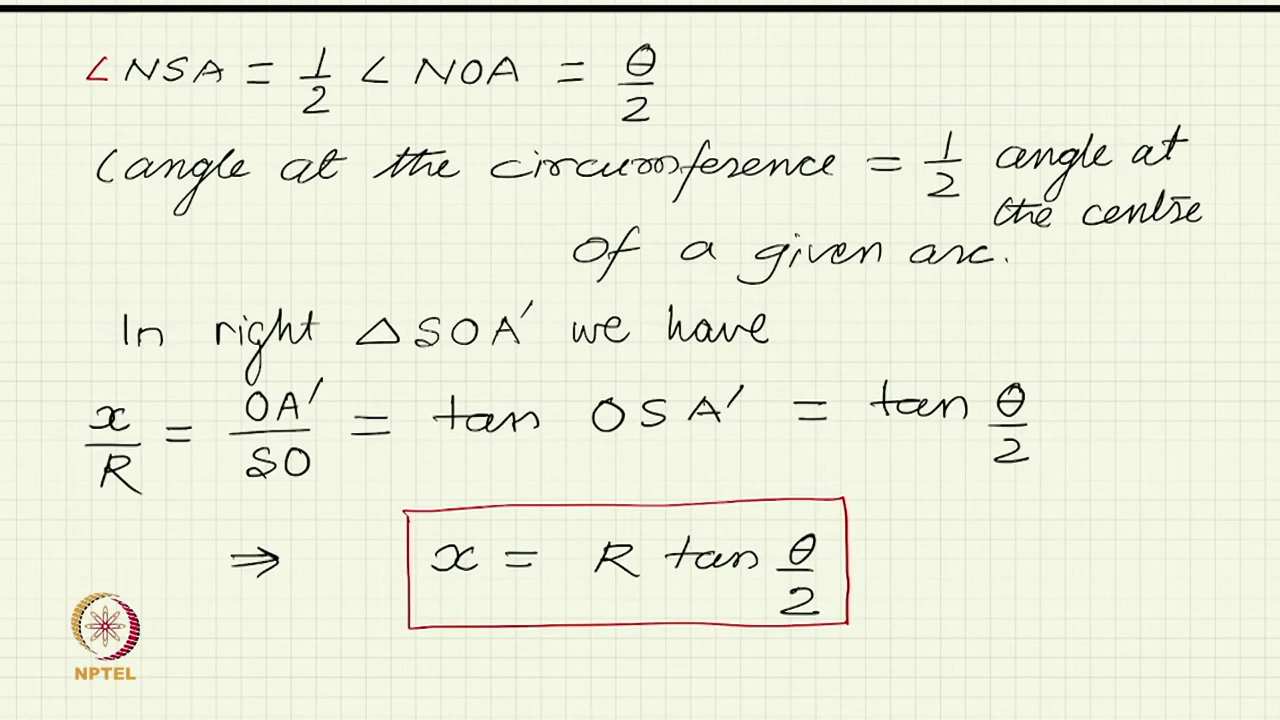 ∠NSA = 1/2 ∠ NOA = θ/2
(angle at the circumference = 1/2 angle at
the centre
of a given arc.
In right △SOA′ we have
x/R = OA′/SO = tan OSA′ = tan θ/2
⇒ x = R tan θ/2
NPTEL